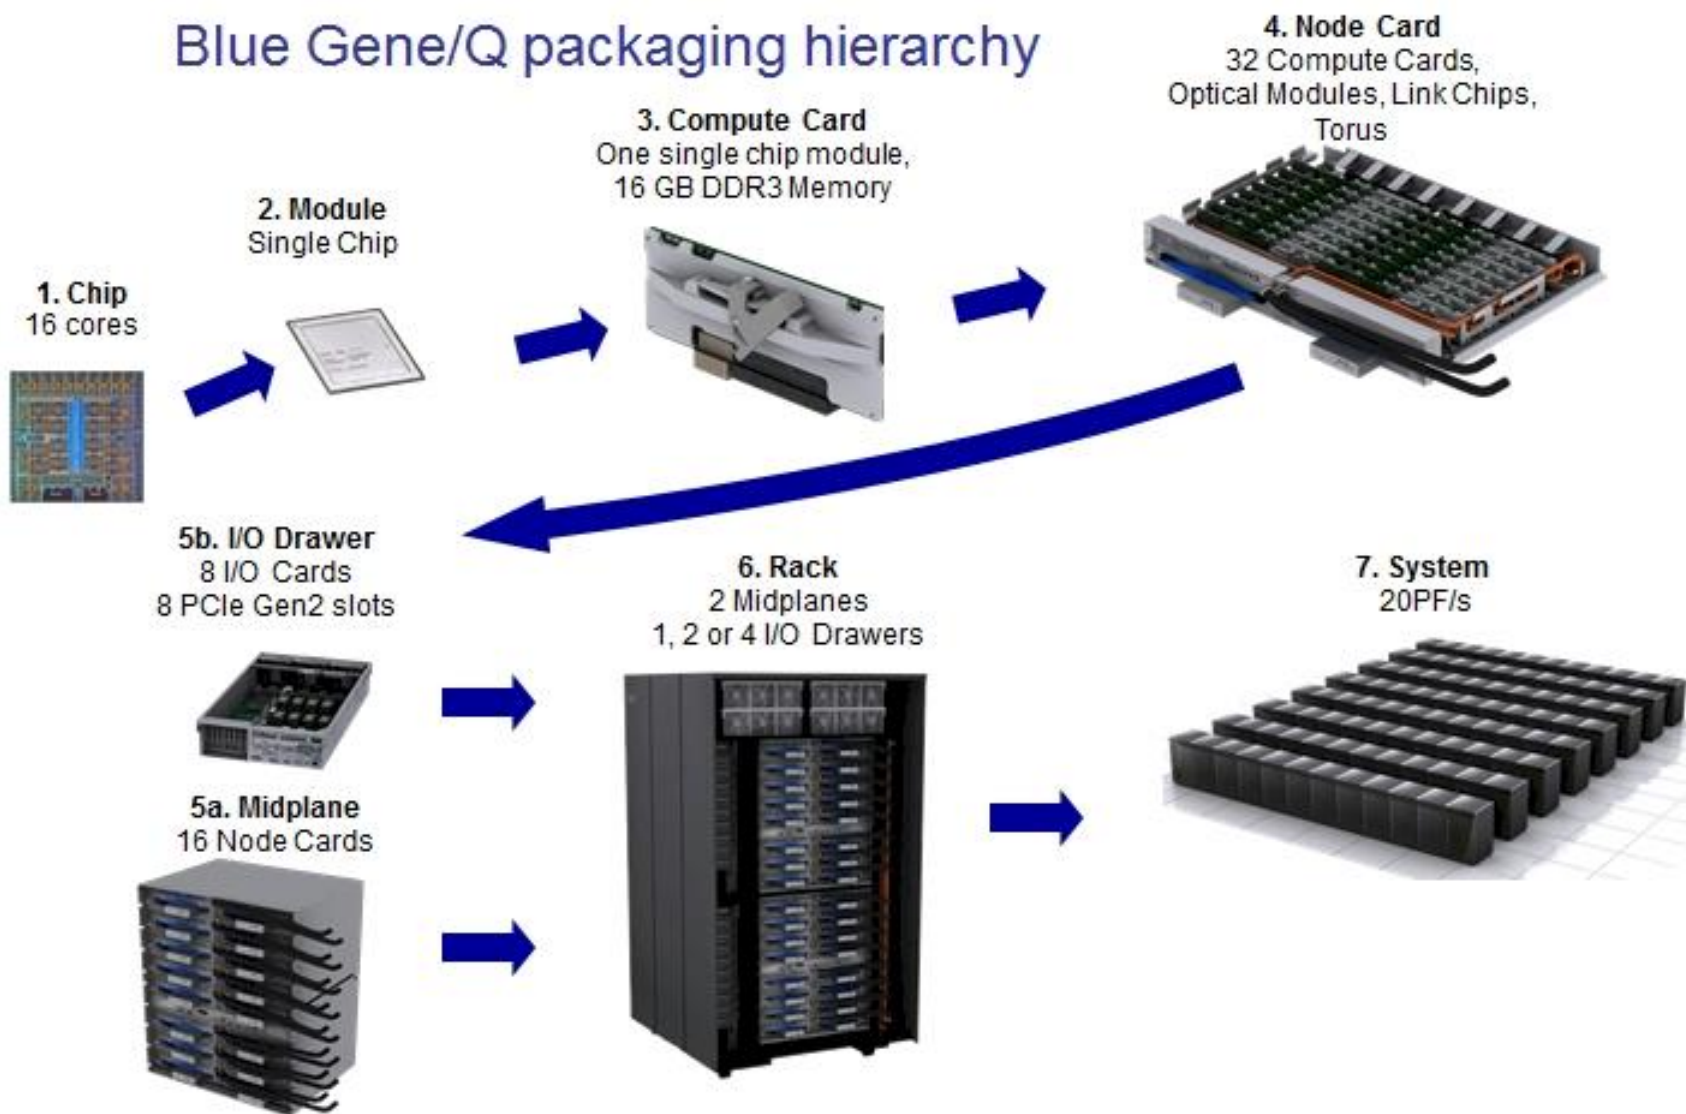 Blue Gene/Q packaging hierarchy
1. Chip
16 cores
2. Module
Single Chip
3. Compute Card
One single chip module,
16 GB DDR3 Memory
4. Node Card
32 Compute Cards,
Optical Modules, Link Chips,
Torus
5b. I/O Drawer
8 I/O Cards
8 PCIe Gen2 slots
5a. Midplane
16 Node Cards
6. Rack
2 Midplanes
1, 2 or 4 I/O Drawers
7. System
20PF/s